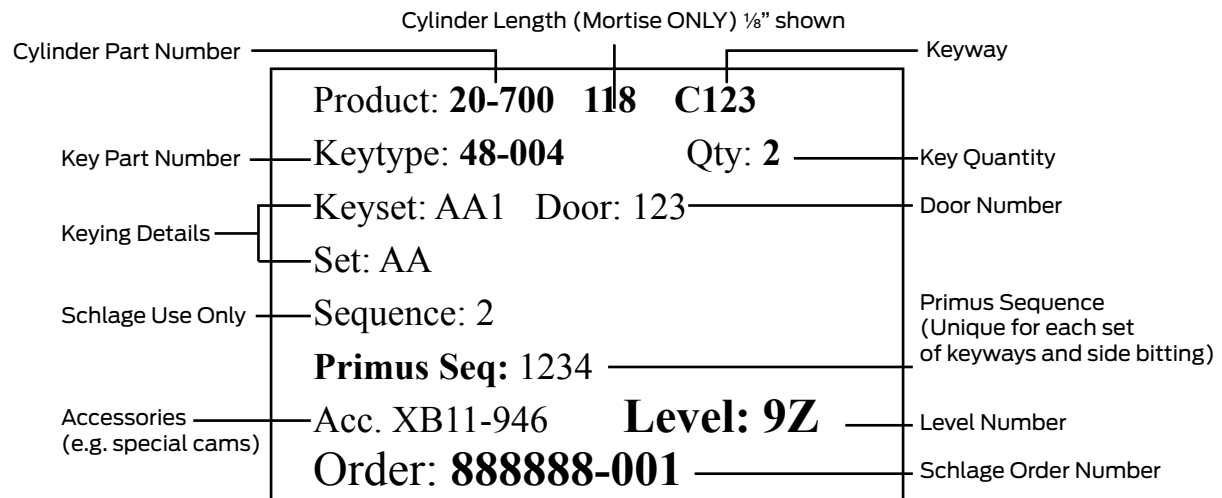 Cylinder Length (Mortise ONLY) ⅛” shown
Cylinder Part Number
Keyway
Product: 20-700 118 C123
Key Part Number
Keytype: 48-004 Qty: 2
Key Quantity
Keyset: AA1 Door: 123
Door Number
Keying Details
Set: AA
Schlage Use Only
Sequence: 2
Primus Sequence
(Unique for each set
of keyways and side bitting)
Primus Seq: 1234
Accessories
(e.g. special cams)
Acc. XB11-946 Level: 9Z
Level Number
Order: 888888-001
Schlage Order Number